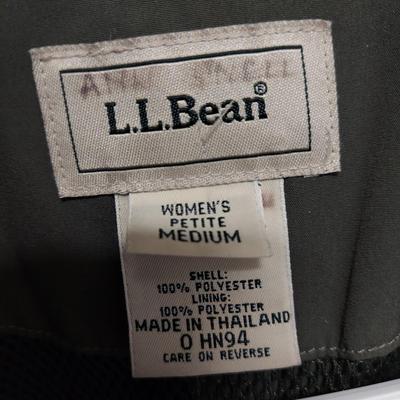 L.L.Bean®
WOMEN'S
PETITE
MEDIUM
SHELL:
100% POLYESTER
LINING:
100% POLYESTER
MADE IN THAILAND
0 HN94
CARE ON REVERSE